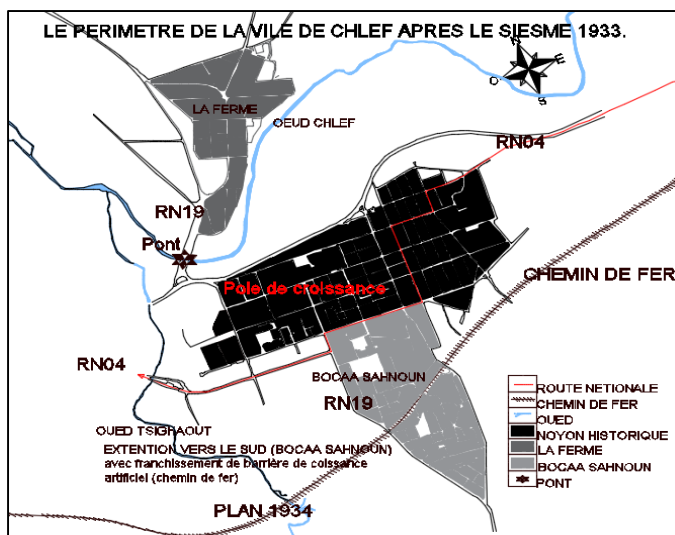 LE PERIMETRE DE LA VILE DE CHLEF APRES LE SIESME 1933.
N
E
O
S
LA FERME
OEUD CHLEF
RN04
RN19
Pont
CHEMIN DE FER
Pole de croissance
RN04
BOCAA SAHNOUN
RN19
ROUTE NETIONALE
CHEMIN DE FER
OUED
NOYON HISTORIQUE
LA FERME
BOCAA SAHNOUN
PONT
OUED TSIGHAOUT
EXTENTION VERS LE SUD (BOCAA SAHNOUN)
avec franchissement de barrière de coissance
artificiel (chemin de fer)
PLAN 1934